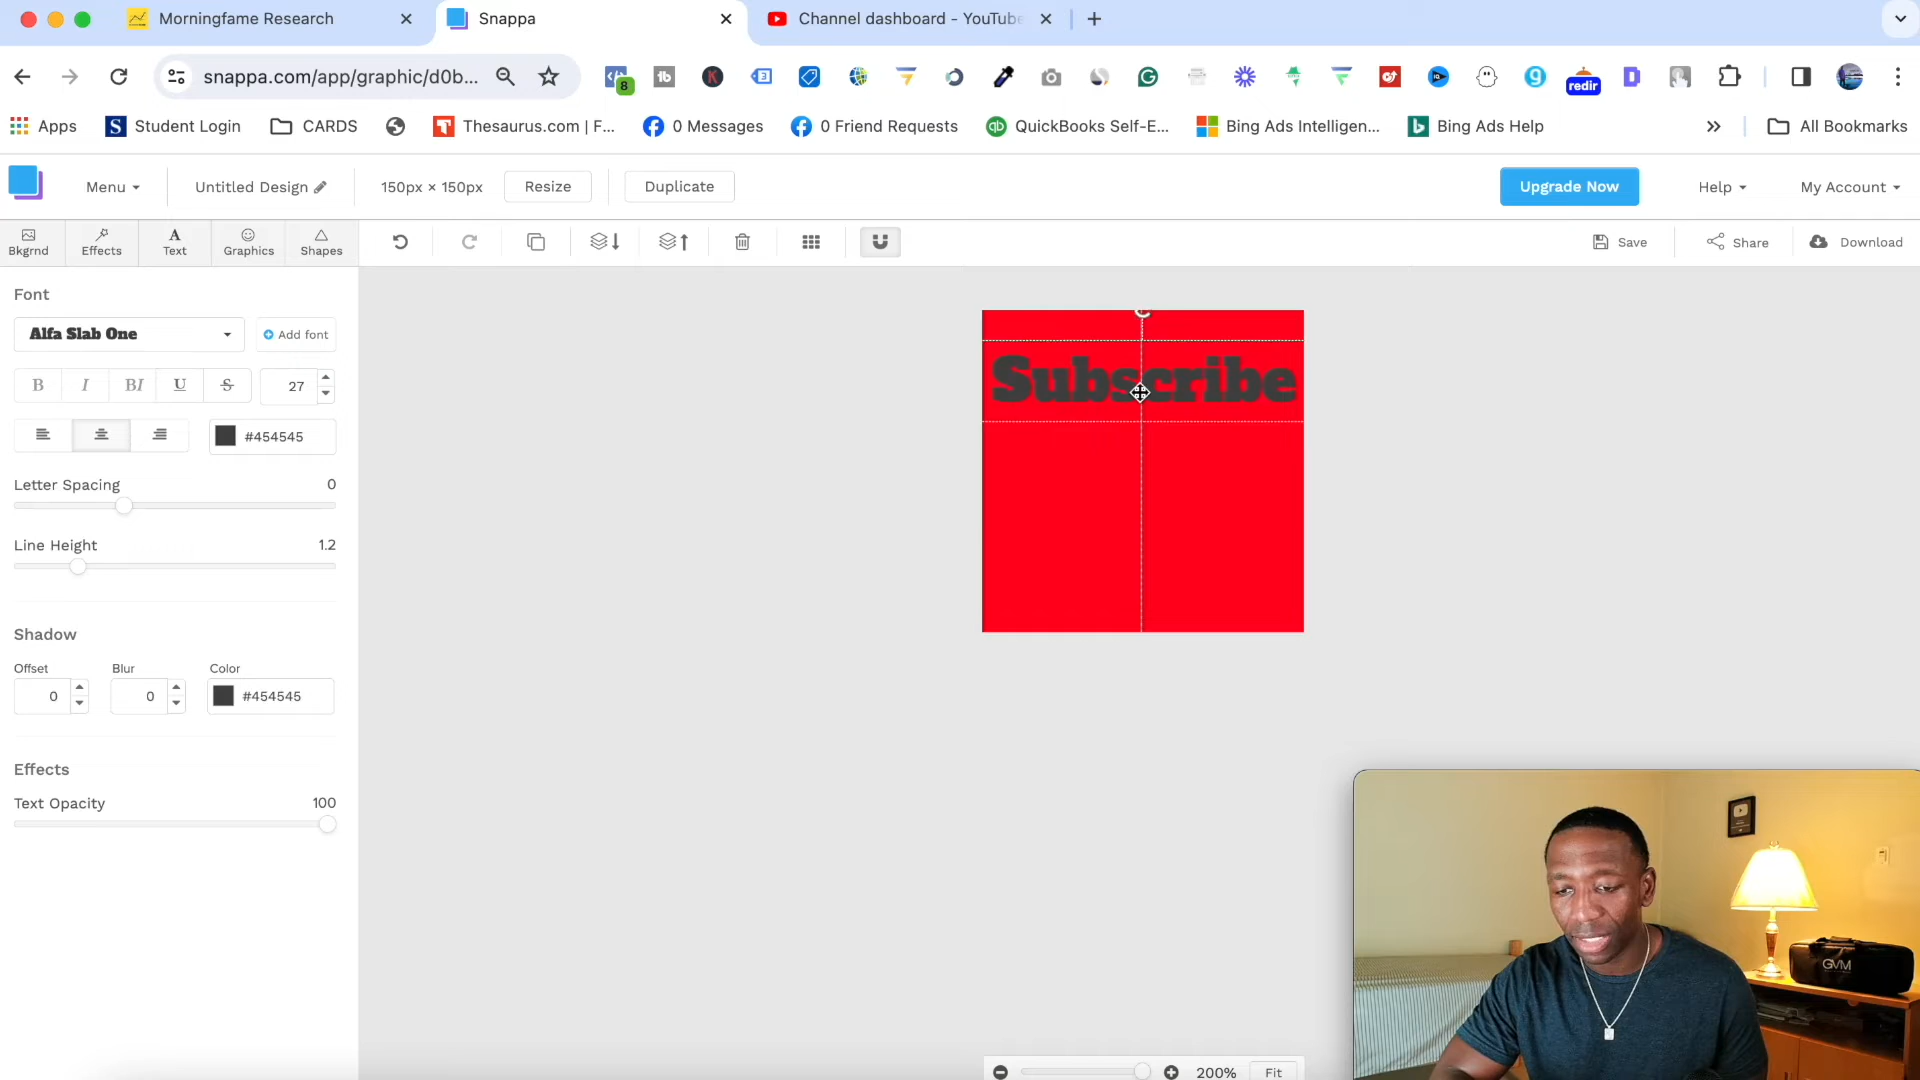 Morningfame Research
Snappa
Channel dashboard - YouTube
snappa.com/app/graphic/d0b...
8
3
redir
Apps
Student Login
CARDS
Thesaurus.com | F...
0 Messages
0 Friend Requests
QuickBooks Self-E...
Bing Ads Intelligen...
Bing Ads Help
All Bookmarks
Menu
Untitled Design
150px × 150px
Resize
Duplicate
Upgrade Now
Help
My Account
Bkgrnd
Effects
Text
Graphics
Shapes
Save
Share
Download
Font
Alfa Slab One
Add font
B
I
BI
U
S
27
#454545
Letter Spacing
0
Line Height
1.2
Shadow
Offset
Blur
Color
0
0
#454545
Effects
Text Opacity
100
Subscribe
200%
Fit
GVM